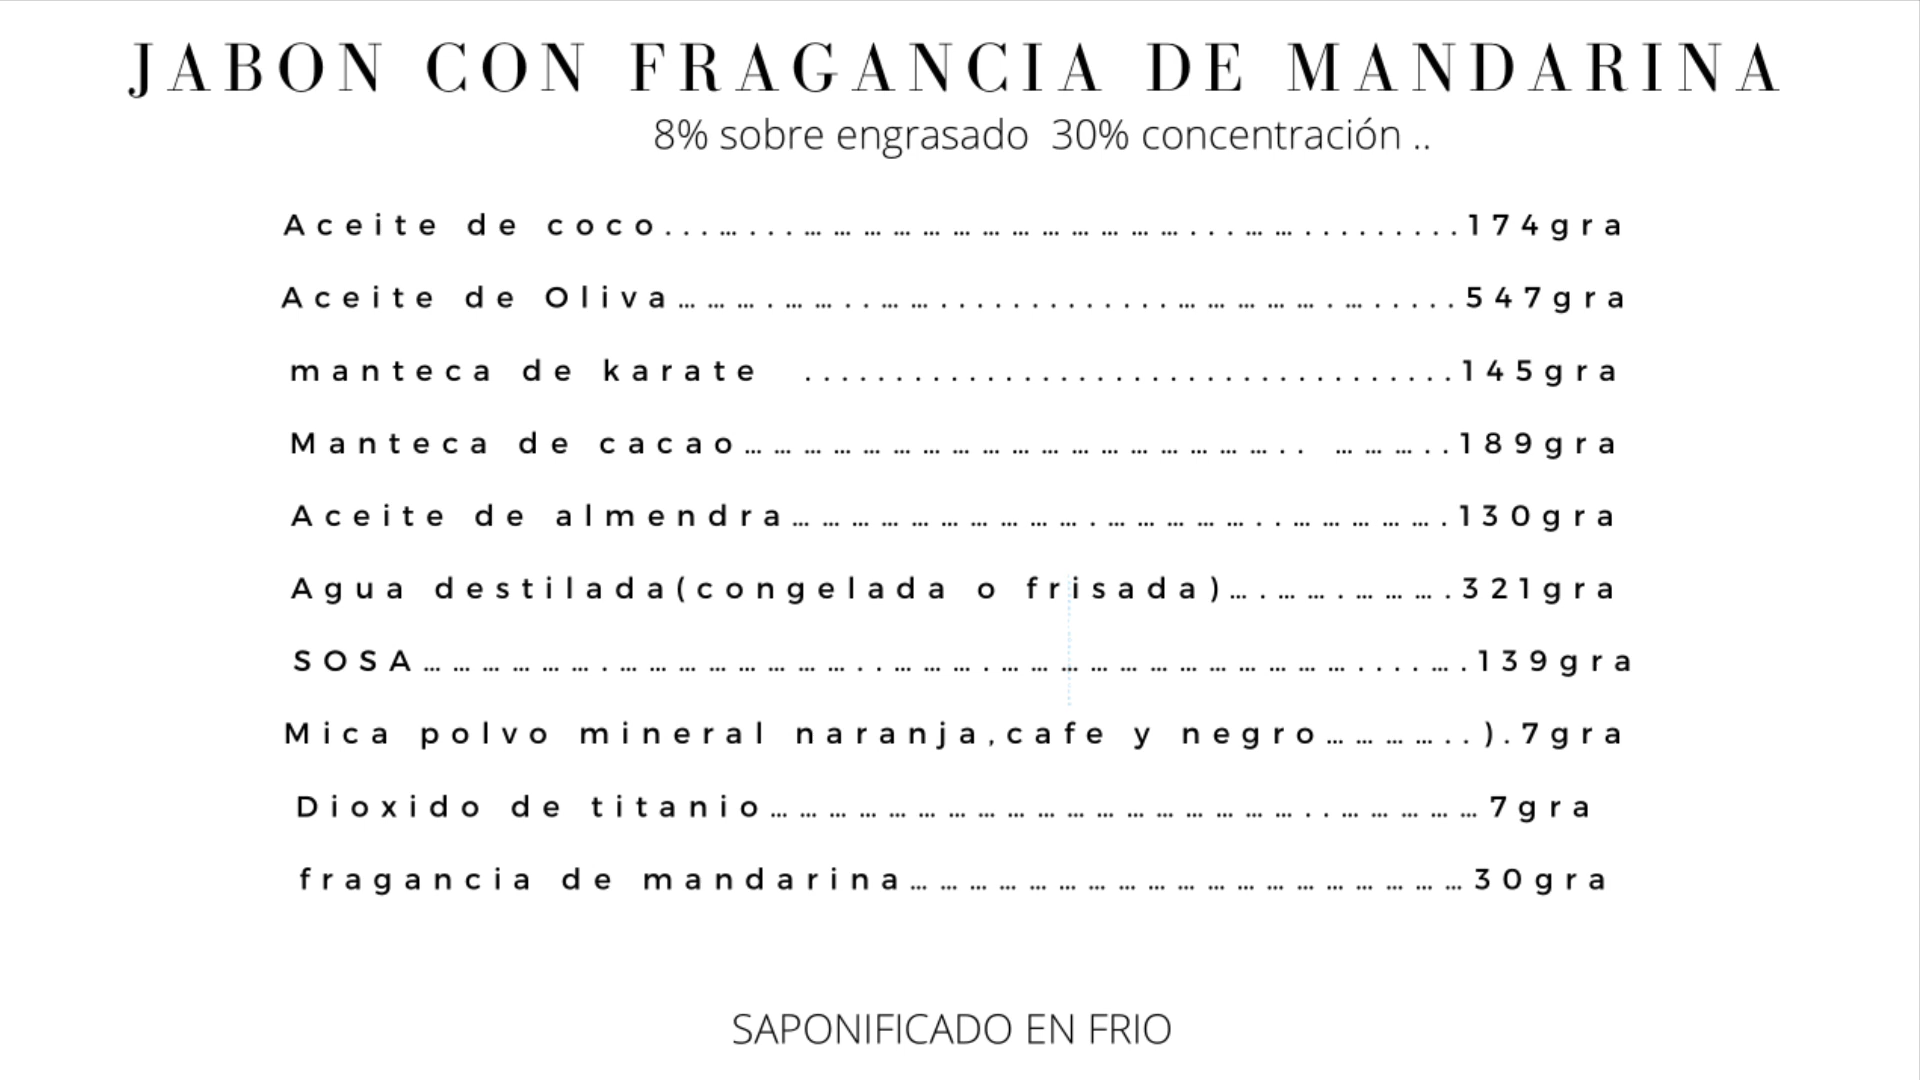 JABON CON FRAGANCIA DE MANDARINA
8% sobre engrasado 30% concentración ..
Aceite de coco...…...………………………………...…….........174gra
Aceite de Oliva……….……..……..............……………….…....547gra
manteca de karate ....................................145gra
Manteca de cacao……………………………………………….. ………..189gra
Aceite de almendra…………………………….……………..…………….130gra
Agua destilada(congelada o frisada)….…….………….321gra
SOSA………………….………………………..……….……………………………....….139gra
Mica polvo mineral naranja,cafe y negro…………..).7gra
Dioxido de titanio……………………………………………………..……………7gra
fragancia de mandarina………………………………………………………30gra
SAPONIFICADO EN FRIO